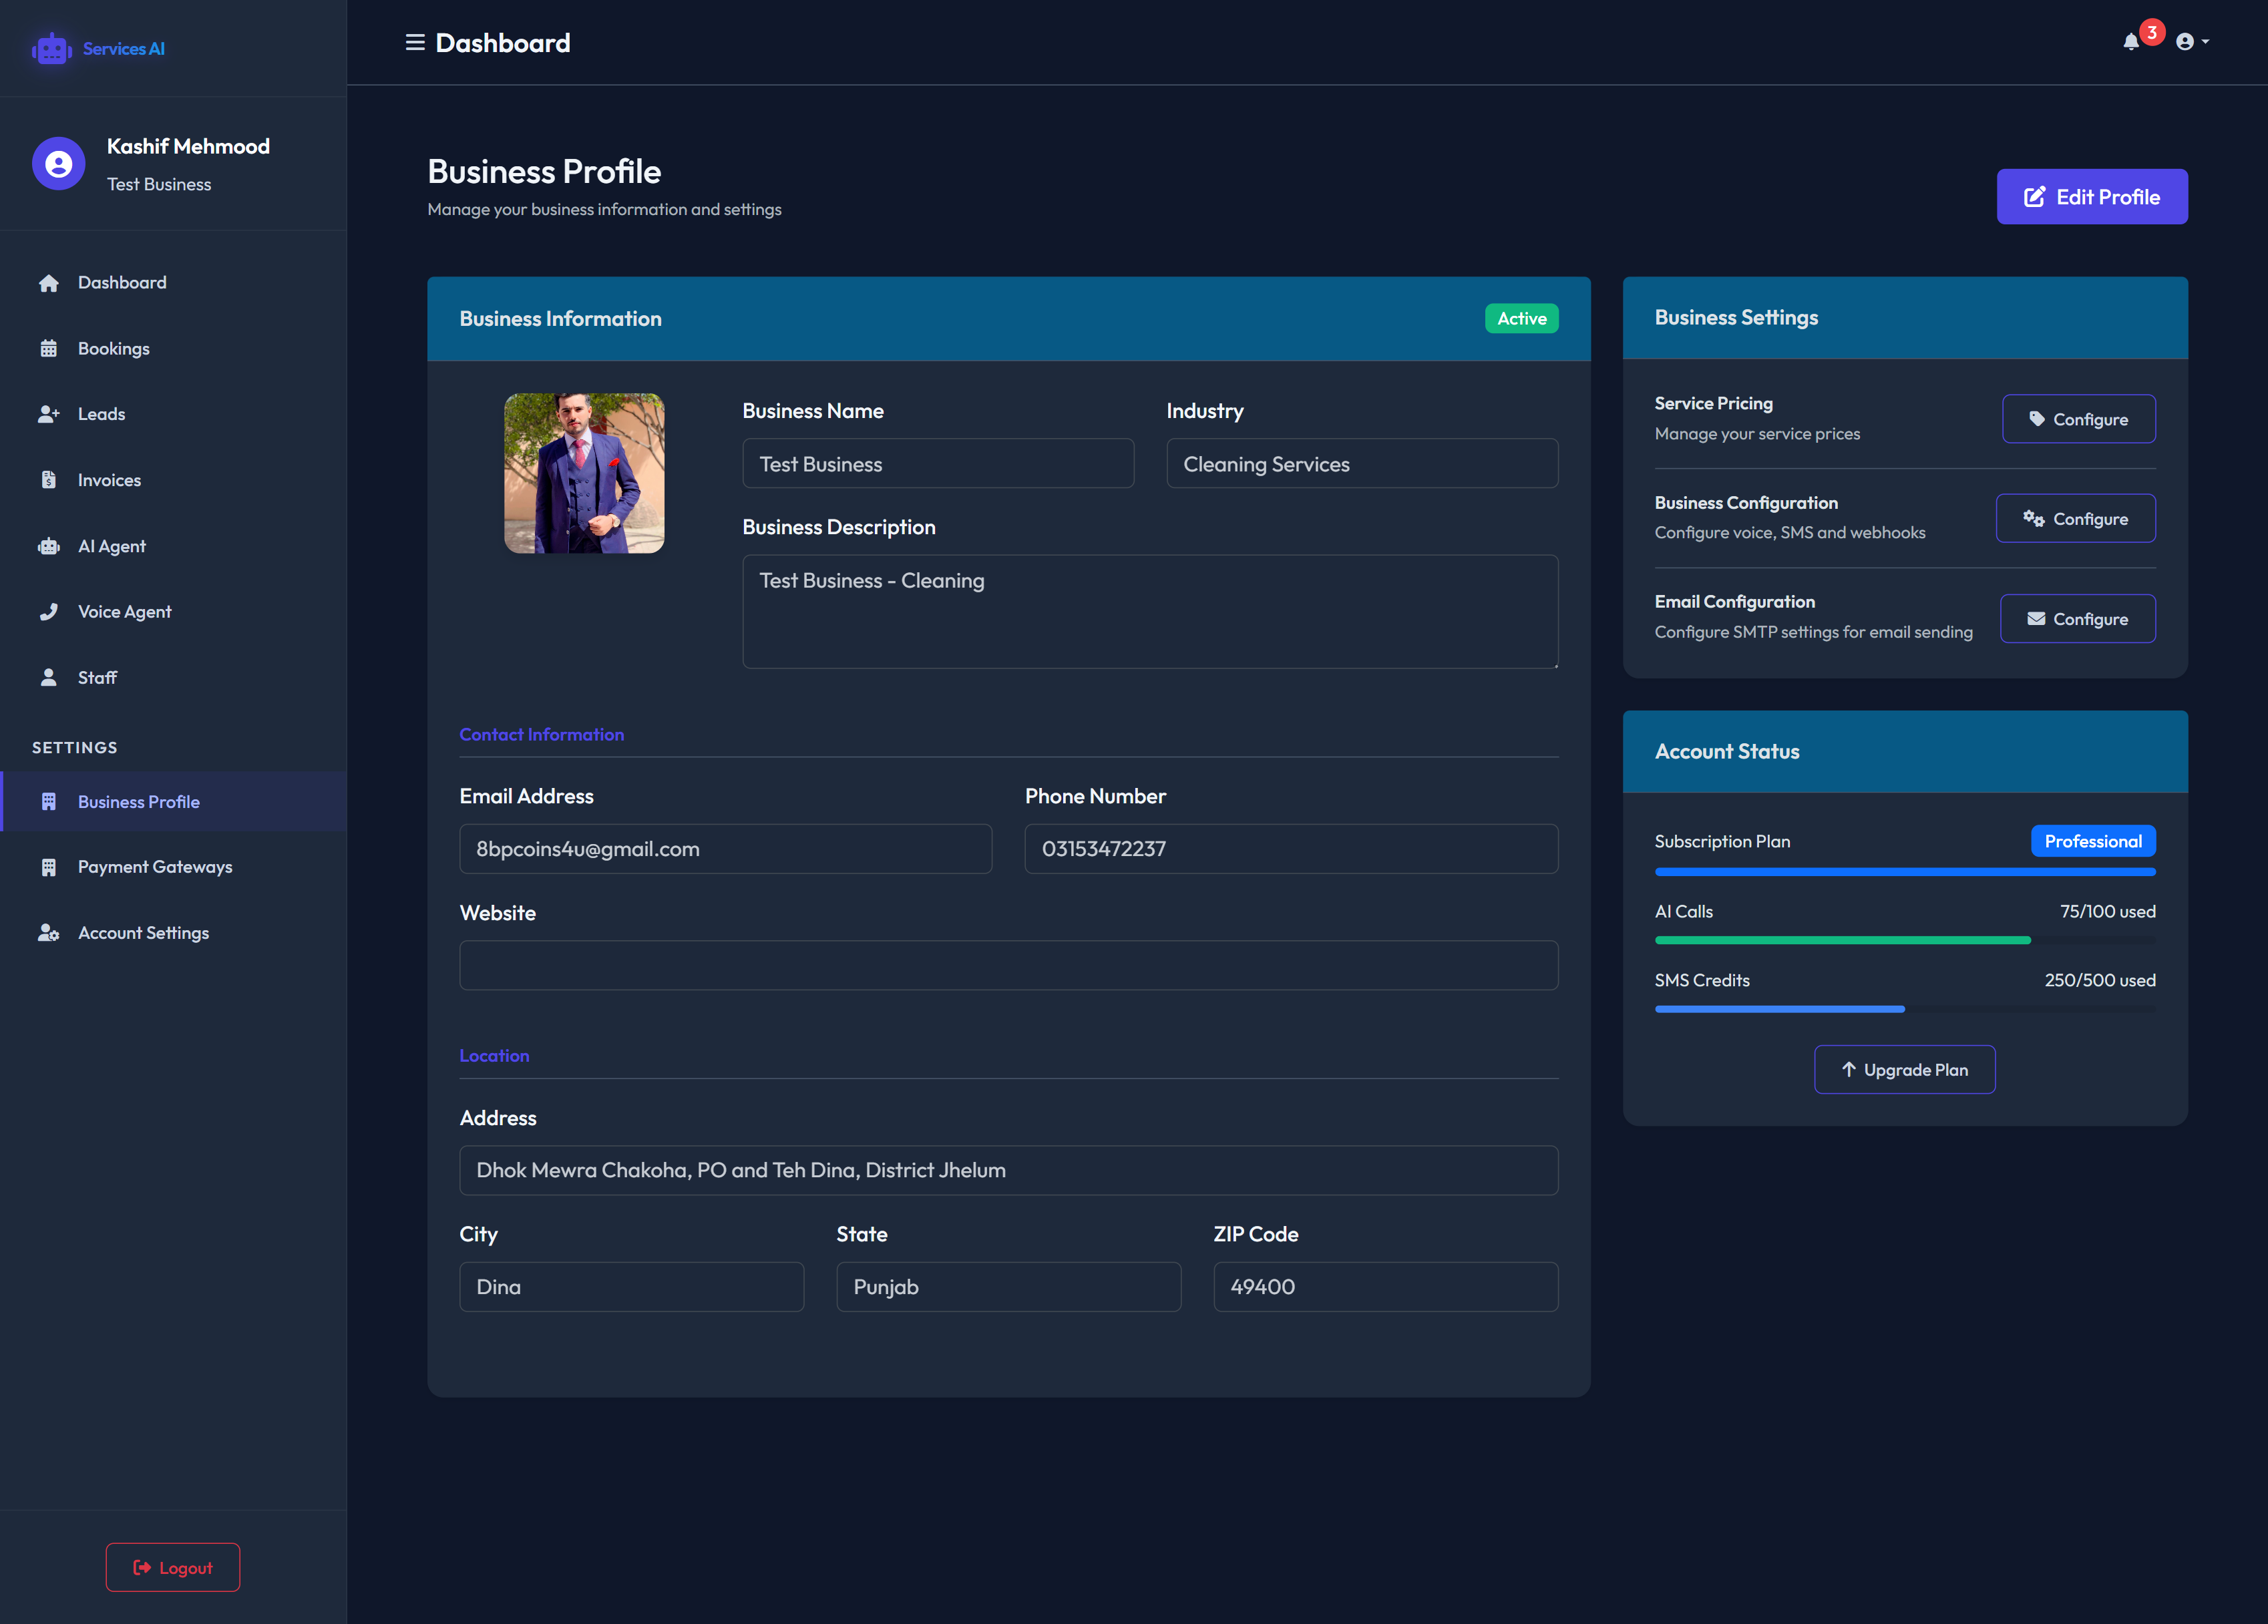 Services AI
Kashif Mehmood
Test Business
Dashboard
Bookings
Leads
Invoices
AI Agent
Voice Agent
Staff
SETTINGS
Business Profile
Payment Gateways
Account Settings
Logout
Dashboard
3
Business Profile
Manage your business information and settings
Edit Profile
Business Information
Active
Business Name
Industry
Test Business
Cleaning Services
Business Description
Test Business - Cleaning
Contact Information
Email Address
Phone Number
8bpcoins4u@gmail.com
03153472237
Website
Location
Address
Dhok Mewra Chakoha, PO and Teh Dina, District Jhelum
City
State
ZIP Code
Dina
Punjab
49400
Business Settings
Service Pricing
Manage your service prices
Configure
Business Configuration
Configure voice, SMS and webhooks
Configure
Email Configuration
Configure SMTP settings for email sending
Configure
Account Status
Subscription Plan
Professional
AI Calls
75/100 used
SMS Credits
250/500 used
Upgrade Plan